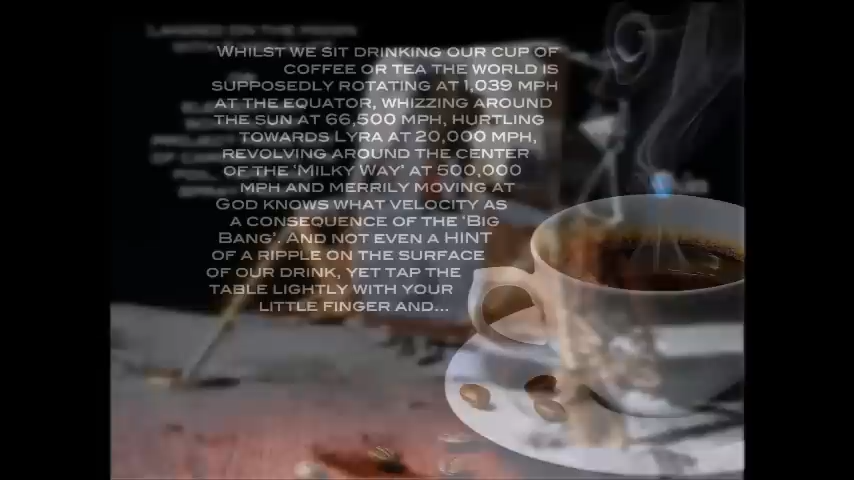 Whilst we sit drinking our cup of
coffee or tea the world is
supposedly rotating at 1,039 mph
at the equator, whizzing around
the sun at 66,500 mph, hurtling
towards Lyra at 20,000 mph,
revolving around the center
of the 'Milky Way' at 500,000
mph and merrily moving at
God knows what velocity as
a consequence of the 'Big
Bang'. And not even a hint
of a ripple on the surface
of our drink, yet tap the
table lightly with your
little finger and...